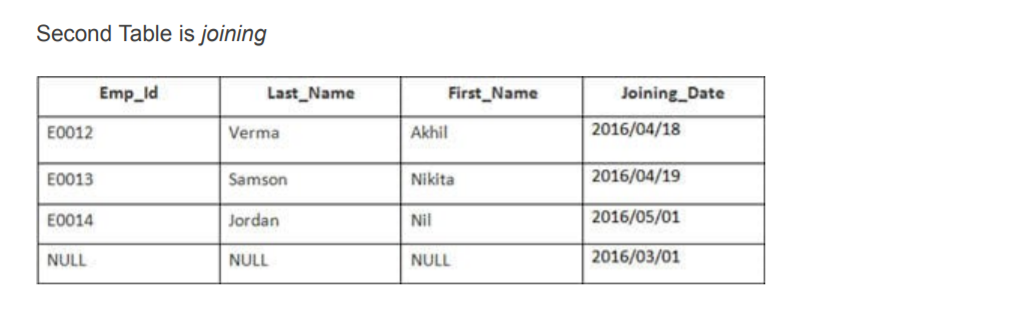 Second Table is joining
Emp_Id Last_Name First_Name Joining_Date
E0012 Verma Akhil 2016/04/18
E0013 Samson Nikita 2016/04/19
E0014 Jordan Nil 2016/05/01
NULL NULL NULL 2016/03/01